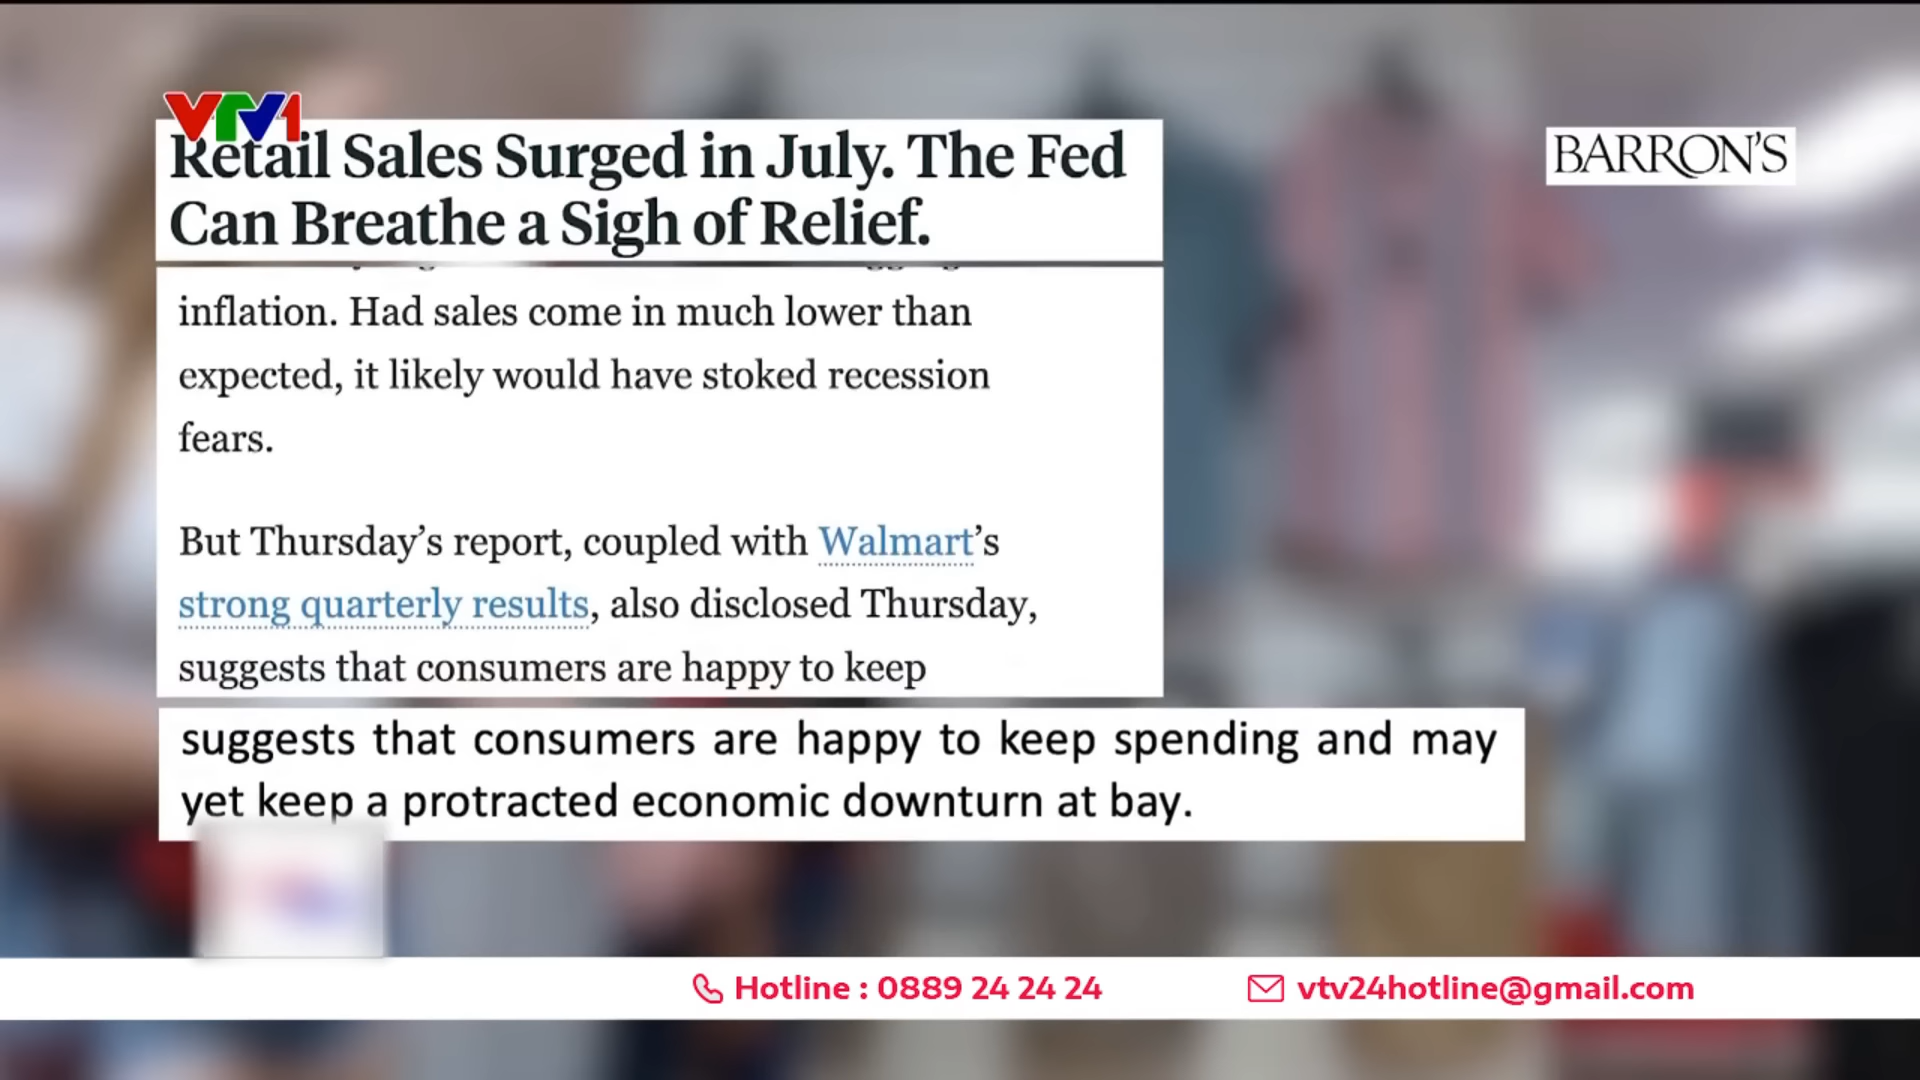 VTV1
Retail Sales Surged in July. The Fed
Can Breathe a Sigh of Relief.
BARRON'S
inflation. Had sales come in much lower than
expected, it likely would have stoked recession
fears.
But Thursday’s report, coupled with Walmart’s
strong quarterly results, also disclosed Thursday,
suggests that consumers are happy to keep
suggests that consumers are happy to keep spending and may
yet keep a protracted economic downturn at bay.
Hotline : 0889 24 24 24
vtv24hotline@gmail.com